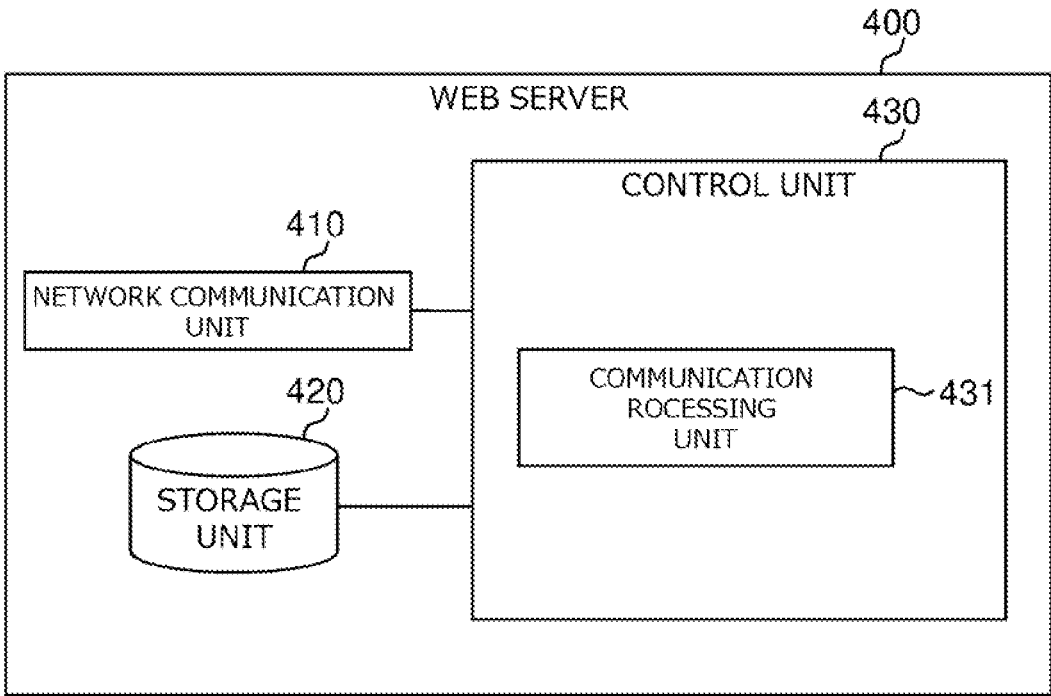 400
WEB SERVER
430
CONTROL UNIT
410
NETWORK COMMUNICATION
UNIT
420
STORAGE
UNIT
COMMUNICATION
ROCESSING
UNIT
431